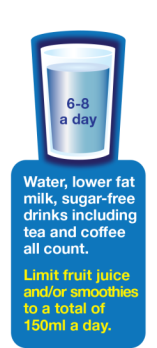 6-8
a day
Water, lower fat
milk, sugar-free
drinks including
tea and coffee
all count.
Limit fruit juice
and/or smoothies
to a total of
150ml a day.